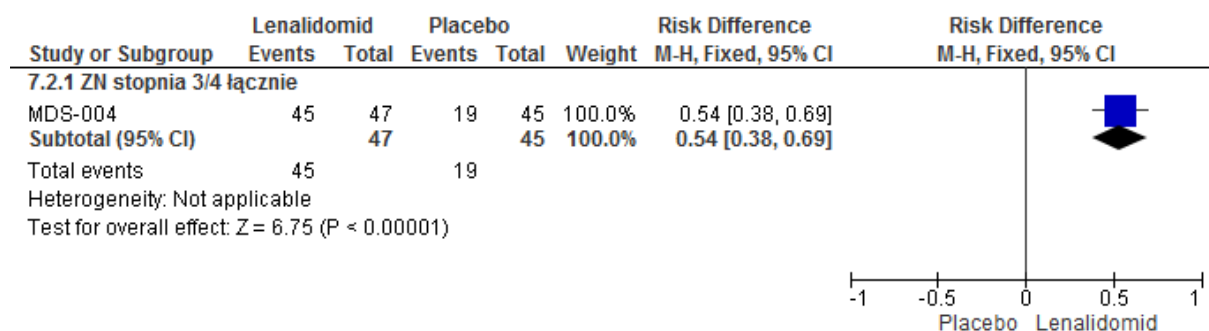 Lenalidomid Placebo Risk Difference Risk Difference
Study or Subgroup Events Total Events Total Weight M-H, Fixed, 95% CI M-H, Fixed, 95% CI
7.2.1 ZN stopnia 3/4 łącznie
MDS-004 45 47 19 45 100.0% 0.54 [0.38, 0.69]
Subtotal (95% CI) 47 45 100.0% 0.54 [0.38, 0.69]
Total events 45 19
Heterogeneity: Not applicable
Test for overall effect: Z = 6.75 (P < 0.00001)
-1 -0.5 0 0.5 1
Placebo Lenalidomid